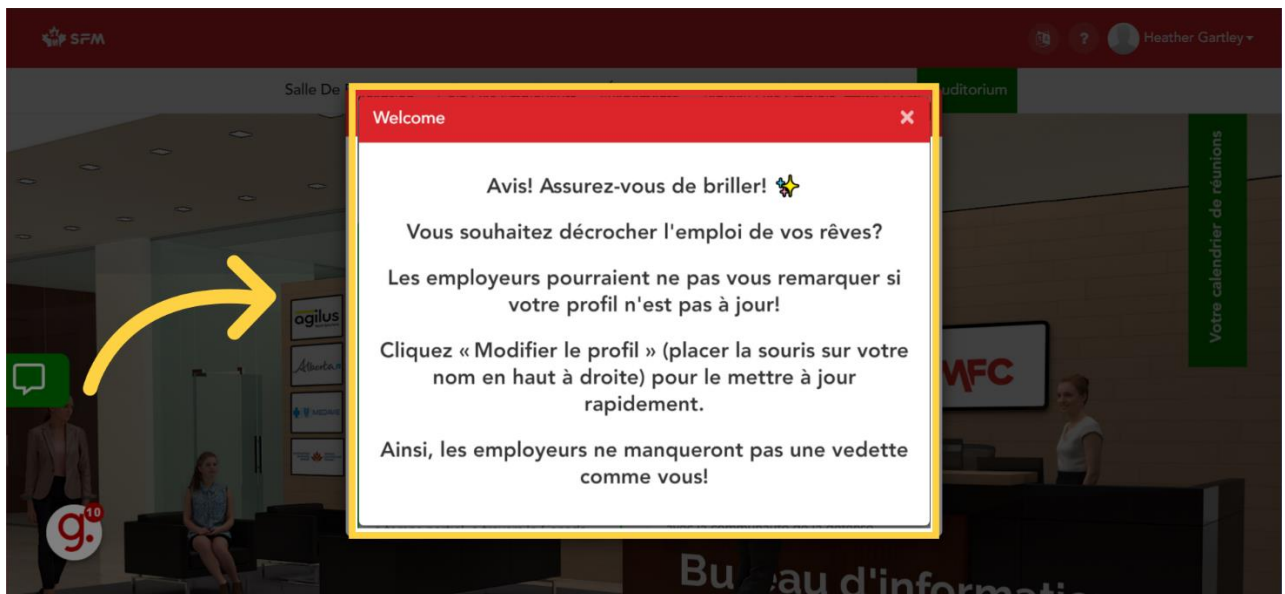 SFM
?
Heather Gartley
Salle De
uditorium
Welcome
Avis! Assurez-vous de briller! ✨
Vous souhaitez décrocher l'emploi de vos rêves?
Les employeurs pourraient ne pas vous remarquer si
votre profil n'est pas à jour!
Cliquez « Modifier le profil » (placer la souris sur votre
nom en haut à droite) pour le mettre à jour
rapidement.
Ainsi, les employeurs ne manqueront pas une vedette
comme vous!
Votre calendrier de réunions
agilus
MFC
g.
10
Bu eau d'informatio